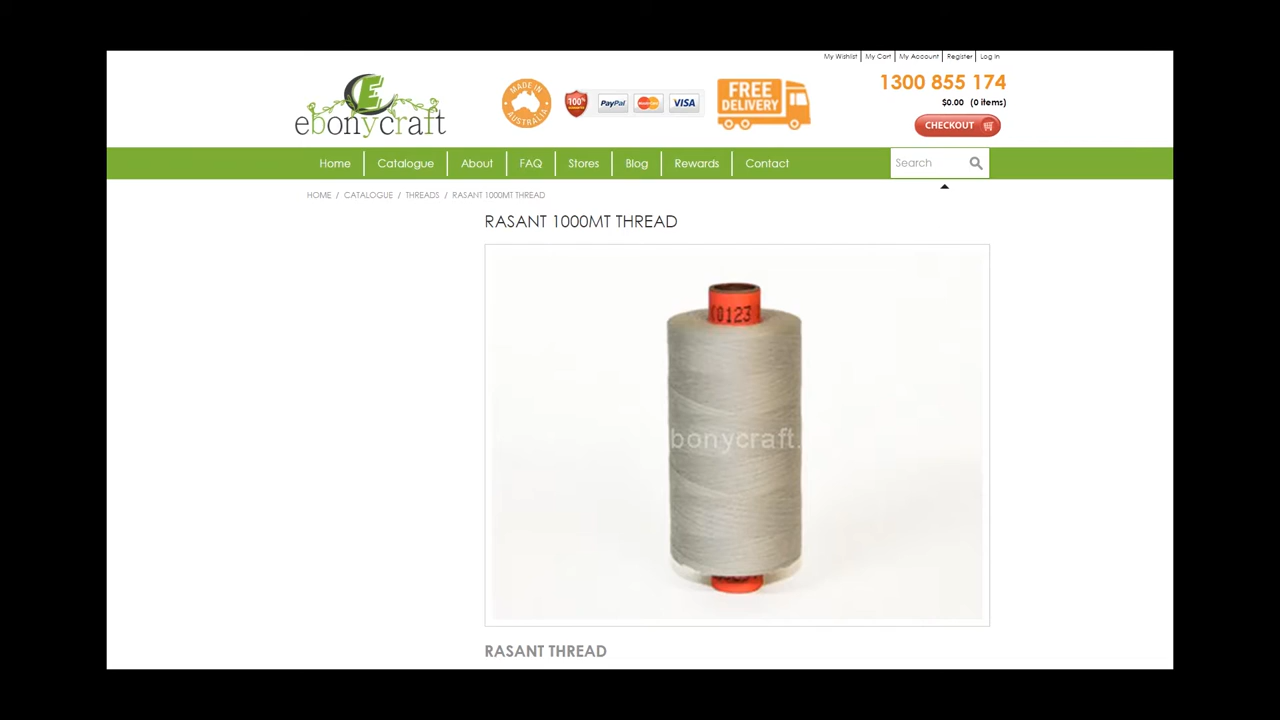 My Wishlist
My Cart
My Account
Register
Log In
E
ebonycraft
MADE IN
AUSTRALIA
100%
PayPal
MasterCard
VISA
FREE
DELIVERY
1300 855 174
$0.00 (0 items)
CHECKOUT
Home
Catalogue
About
FAQ
Stores
Blog
Rewards
Contact
Search
HOME / CATALOGUE / THREADS / RASANT 1000MT THREAD
RASANT 1000MT THREAD
0123
bonycraft.
RASANT THREAD